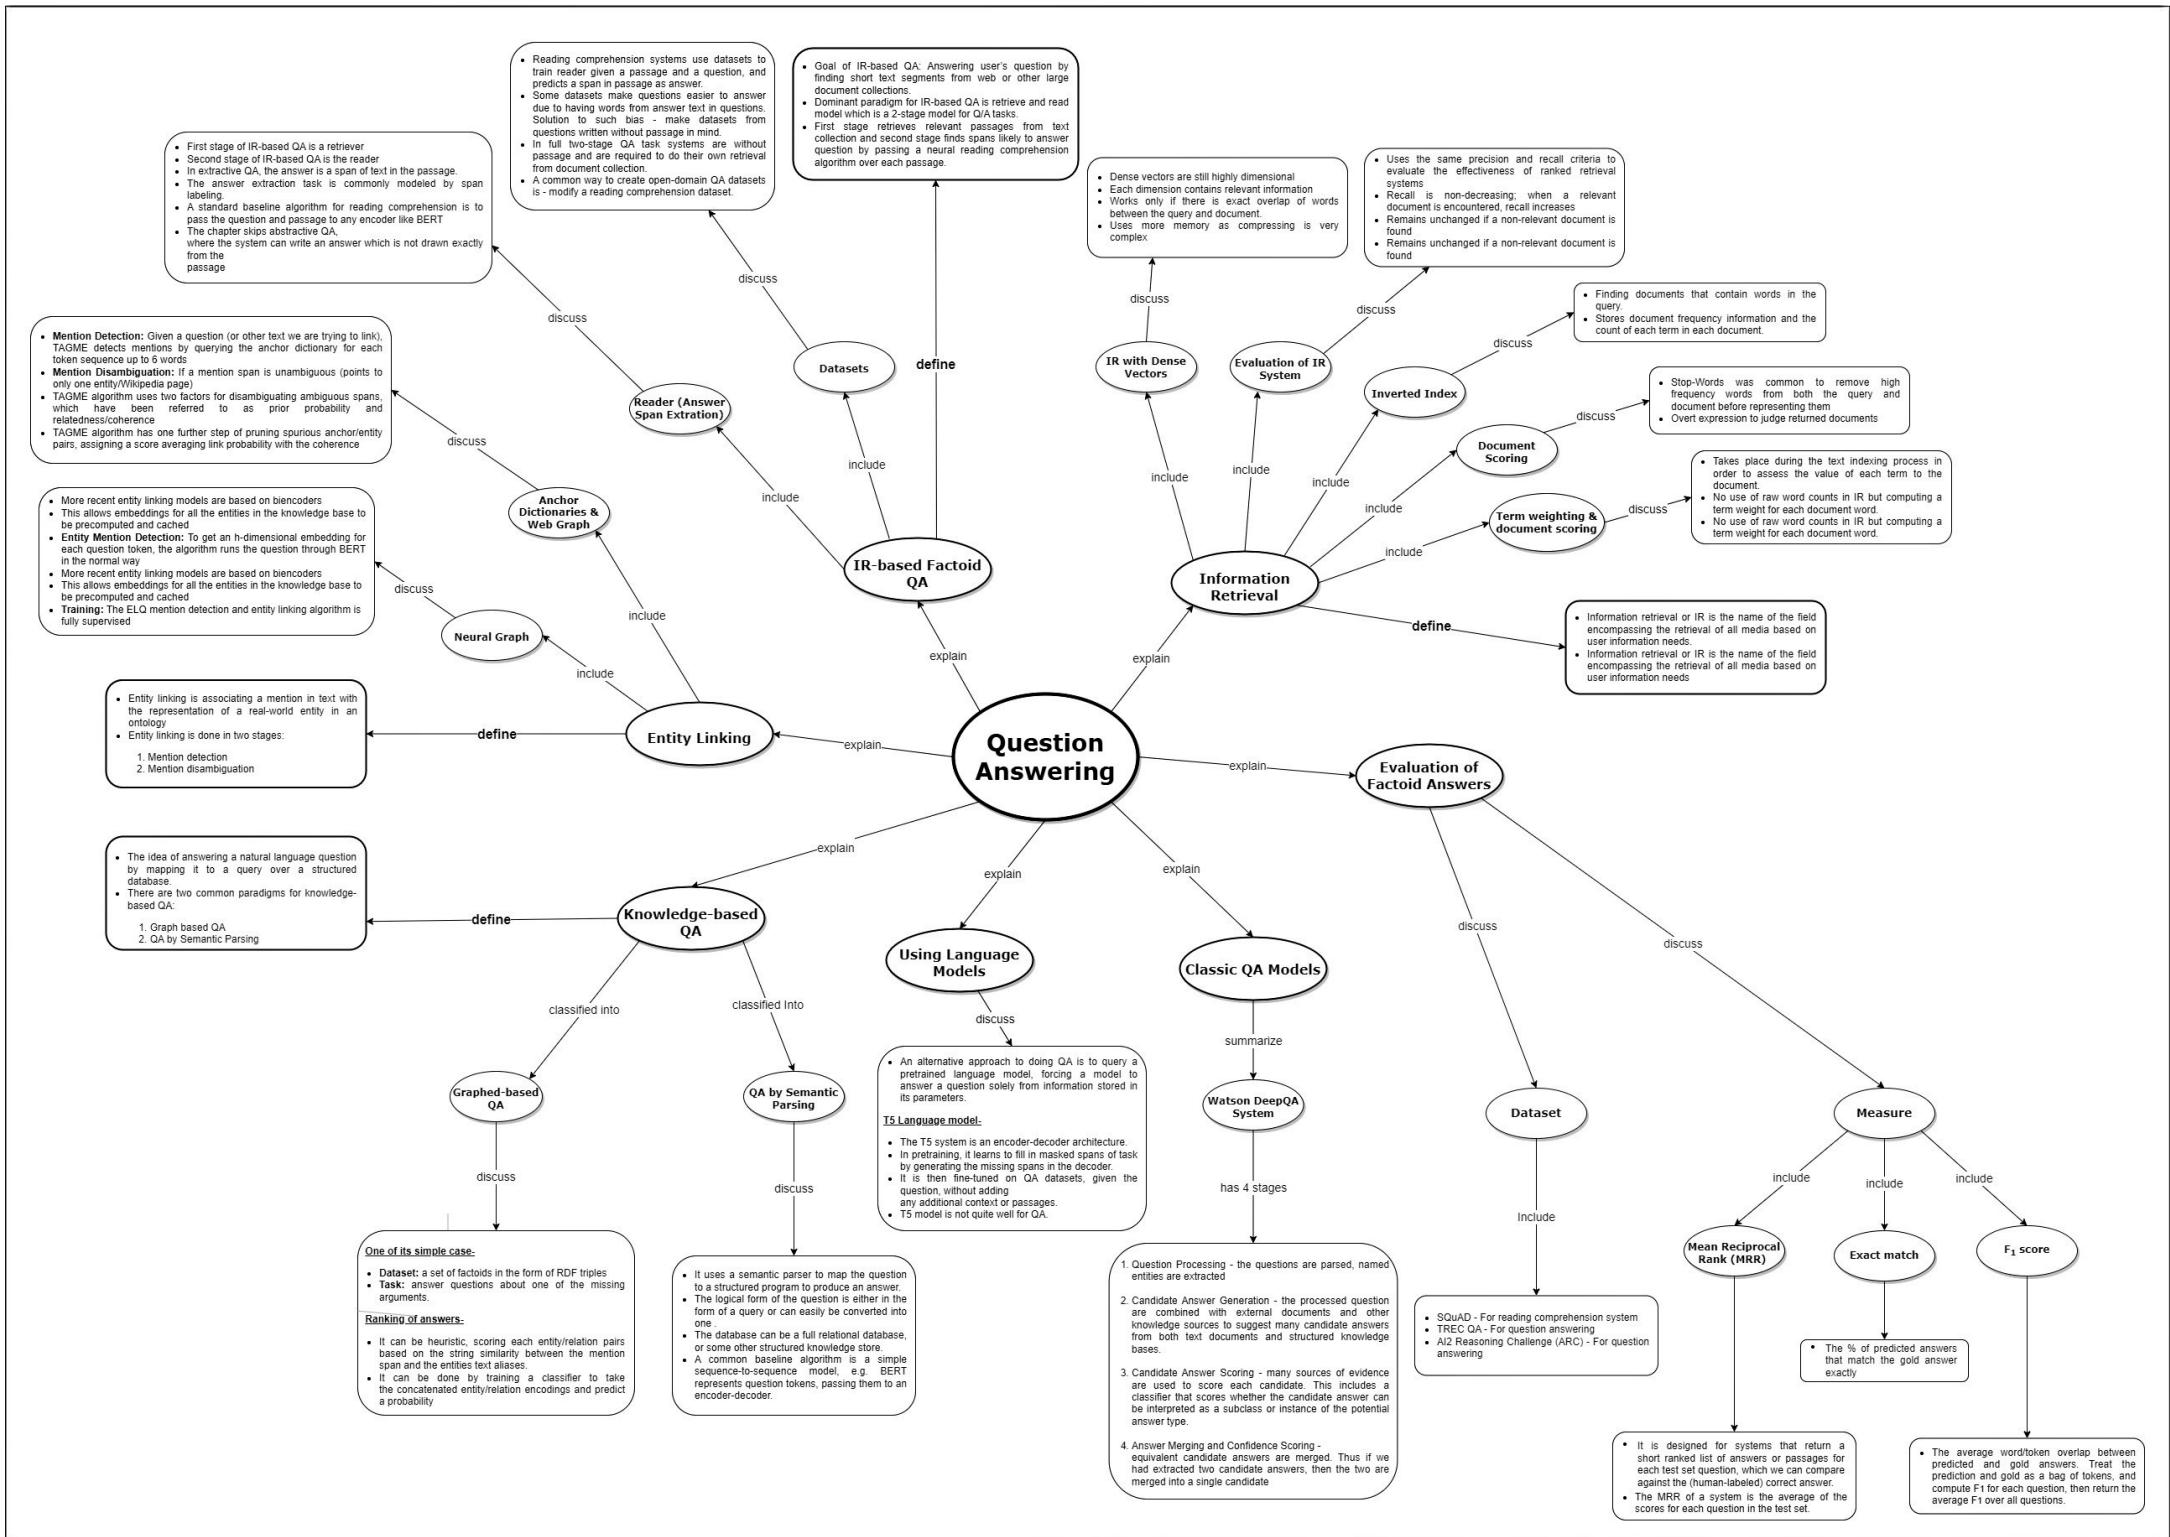 Reading comprehension systems use datasets to
train reader given a passage and a question, and
predicts a span in passage as answer.
Some datasets make questions easier to answer
due to having words from answer text in questions.
Solution to such bias - make datasets from
questions written without passage in mind.
In full two-stage QA task systems are without
passage and are required to do their own retrieval
from document collection.
A common way to create open-domain QA datasets
is - modify a reading comprehension dataset.
Goal of IR-based QA: Answering user's question by
finding short text segments from web or other large
document collections.
Dominant paradigm for IR-based QA is retrieve and read
model which is a 2-stage model for Q/A tasks.
First stage retrieves relevant passages from text
collection and second stage finds spans likely to answer
question by passing a neural reading comprehension
algorithm over each passage.
First stage of IR-based QA is a retriever
Second stage of IR-based QA is the reader
In extractive QA, the answer is a span of text in the passage.
The answer extraction task is commonly modeled by span
labeling.
A standard baseline algorithm for reading comprehension is to
pass the question and passage to any encoder like BERT
The chapter skips abstractive QA,
where the system can write an answer which is not drawn exactly
from the
passage
Dense vectors are still highly dimensional
Each dimension contains relevant information
Works only if there is exact overlap of words
between the query and document.
Uses more memory as compressing is very
complex
Uses the same precision and recall criteria to
evaluate the effectiveness of ranked retrieval
systems
Recall is non-decreasing; when a relevant
document is encountered, recall increases
Remains unchanged if a non-relevant document is
found
Remains unchanged if a non-relevant document is
found
discuss
discuss
discuss
discuss
Finding documents that contain words in the
query.
Stores document frequency information and the
count of each term in each document.
discuss
Mention Detection: Given a question (or other text we are trying to link),
TAGME detects mentions by querying the anchor dictionary for each
token sequence up to 6 words
Mention Disambiguation: If a mention span is unambiguous (points to
only one entity/Wikipedia page)
TAGME algorithm uses two factors for disambiguating ambiguous spans,
which have been referred to as prior probability and
relatedness/coherence
TAGME algorithm has one further step of pruning spurious anchor/entity
pairs, assigning a score averaging link probability with the coherence
Datasets
define
IR with Dense
Vectors
Evaluation of IR
System
Inverted Index
Reader (Answer
Span Extration)
Stop-Words was common to remove high
frequency words from both the query and
document before representing them
Overt expression to judge returned documents
discuss
discuss
Document
Scoring
include
include
include
include
include
include
Takes place during the text indexing process in
order to assess the value of each term to the
document.
No use of raw word counts in IR but computing a
term weight for each document word.
No use of raw word counts in IR but computing a
term weight for each document word.
discuss
Term weighting &
document scoring
include
Anchor
Dictionaries &
Web Graph
More recent entity linking models are based on biencoders
This allows embeddings for all the entities in the knowledge base to
be precomputed and cached
Entity Mention Detection: To get an h-dimensional embedding for
each question token, the algorithm runs the question through BERT
in the normal way
More recent entity linking models are based on biencoders
This allows embeddings for all the entities in the knowledge base to
be precomputed and cached
Training: The ELQ mention detection and entity linking algorithm is
fully supervised
discuss
Neural Graph
include
include
IR-based Factoid
QA
Information
Retrieval
define
Information retrieval or IR is the name of the field
encompassing the retrieval of all media based on
user information needs.
Information retrieval or IR is the name of the field
encompassing the retrieval of all media based on
user information needs
explain
explain
Entity linking is associating a mention in text with
the representation of a real-world entity in an
ontology
Entity linking is done in two stages:
1. Mention detection
2. Mention disambiguation
define
Entity Linking
explain
Question
Answering
explain
Evaluation of
Factoid Answers
The idea of answering a natural language question
by mapping it to a query over a structured
database.
There are two common paradigms for knowledge-
based QA:
1. Graph based QA
2. QA by Semantic Parsing
define
Knowledge-based
QA
explain
explain
explain
Using Language
Models
Classic QA Models
discuss
discuss
classified into
classified Into
discuss
summarize
Graphed-based
QA
QA by Semantic
Parsing
An alternative approach to doing QA is to query a
pretrained language model, forcing a model to
answer a question solely from information stored in
its parameters.
T5 Language model-
The T5 system is an encoder-decoder architecture.
In pretraining, it learns to fill in masked spans of task
by generating the missing spans in the decoder.
It is then fine-tuned on QA datasets, given the
question, without adding
any additional context or passages.
T5 model is not quite well for QA.
Watson DeepQA
System
Dataset
Measure
discuss
discuss
has 4 stages
Include
include
include
include
One of its simple case-
Dataset: a set of factoids in the form of RDF triples
Task: answer questions about one of the missing
arguments.
Ranking of answers-
It can be heuristic, scoring each entity/relation pairs
based on the string similarity between the mention
span and the entities text aliases.
It can be done by training a classifier to take
the concatenated entity/relation encodings and predict
a probability
It uses a semantic parser to map the question
to a structured program to produce an answer.
The logical form of the question is either in the
form of a query or can easily be converted into
one .
The database can be a full relational database,
or some other structured knowledge store.
A common baseline algorithm is a simple
sequence-to-sequence model, e.g. BERT
represents question tokens, passing them to an
encoder-decoder.
1. Question Processing - the questions are parsed, named
entities are extracted
2. Candidate Answer Generation - the processed question
are combined with external documents and other
knowledge sources to suggest many candidate answers
from both text documents and structured knowledge
bases.
3. Candidate Answer Scoring - many sources of evidence
are used to score each candidate. This includes a
classifier that scores whether the candidate answer can
be interpreted as a subclass or instance of the potential
answer type.
4. Answer Merging and Confidence Scoring -
equivalent candidate answers are merged. Thus if we
had extracted two candidate answers, then the two are
merged into a single candidate
SQuAD - For reading comprehension system
TREC QA - For question answering
AI2 Reasoning Challenge (ARC) - For question
answering
Mean Reciprocal
Rank (MRR)
Exact match
F1 score
The % of predicted answers
that match the gold answer
exactly
It is designed for systems that return a
short ranked list of answers or passages for
each test set question, which we can compare
against the (human-labeled) correct answer.
The MRR of a system is the average of the
scores for each question in the test set.
The average word/token overlap between
predicted and gold answers. Treat the
prediction and gold as a bag of tokens, and
compute F1 for each question, then return the
average F1 over all questions.